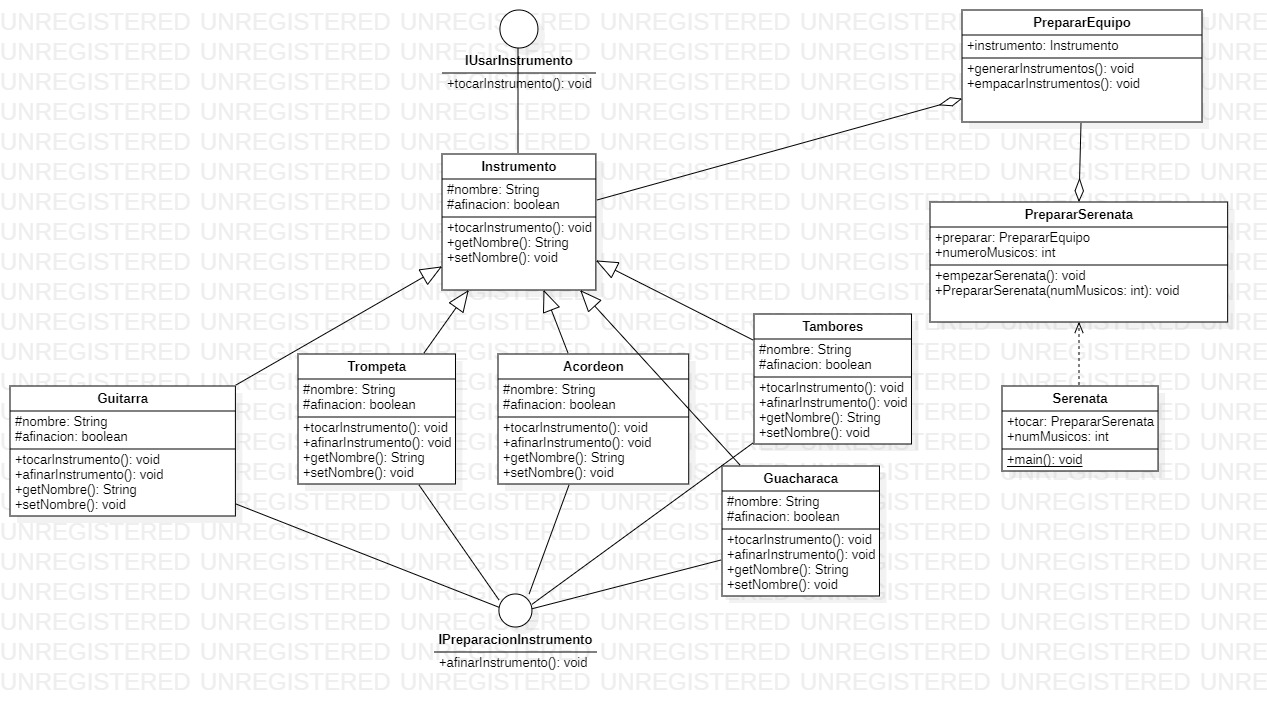 IUsarInstrumento
+tocarInstrumento(): void
PrepararEquipo
+instrumento: Instrumento
+generarInstrumentos(): void
+empacarInstrumentos(): void
Instrumento
#nombre: String
#afinacion: boolean
+tocarInstrumento(): void
+getNombre(): String
+setNombre(): void
PrepararSerenata
+preparar: PrepararEquipo
+numeroMusicos: int
+empezarSerenata(): void
+PrepararSerenata(numMusicos: int): void
Guitarra
#nombre: String
#afinacion: boolean
+tocarInstrumento(): void
+afinarInstrumento(): void
+getNombre(): String
+setNombre(): void
Trompeta
#nombre: String
#afinacion: boolean
+tocarInstrumento(): void
+afinarInstrumento(): void
+getNombre(): String
+setNombre(): void
Acordeon
#nombre: String
#afinacion: boolean
+tocarInstrumento(): void
+afinarInstrumento(): void
+getNombre(): String
+setNombre(): void
Tambores
#nombre: String
#afinacion: boolean
+tocarInstrumento(): void
+afinarInstrumento(): void
+getNombre(): String
+setNombre(): void
Serenata
+tocar: PrepararSerenata
+numMusicos: int
+main(): void
Guacharaca
#nombre: String
#afinacion: boolean
+tocarInstrumento(): void
+afinarInstrumento(): void
+getNombre(): String
+setNombre(): void
IPreparacionInstrumento
+afinarInstrumento(): void
UNREGISTERED UNREGISTERED UNREGISTERED UNREGISTERED UNREGISTERED UNREGISTERED